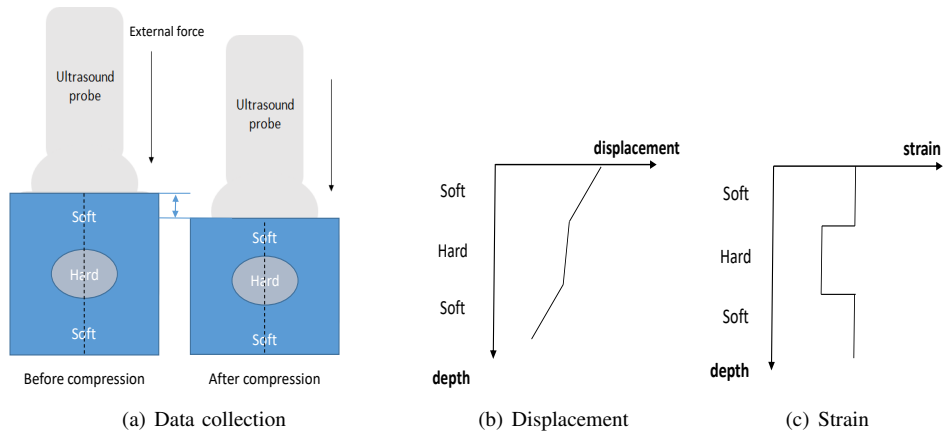 External force
Ultrasound
probe
Ultrasound
probe
Soft
Hard
Soft
Soft
Hard
Soft
Before compression
After compression
(a) Data collection
displacement
Soft
Hard
Soft
depth
(b) Displacement
strain
Soft
Hard
Soft
depth
(c) Strain